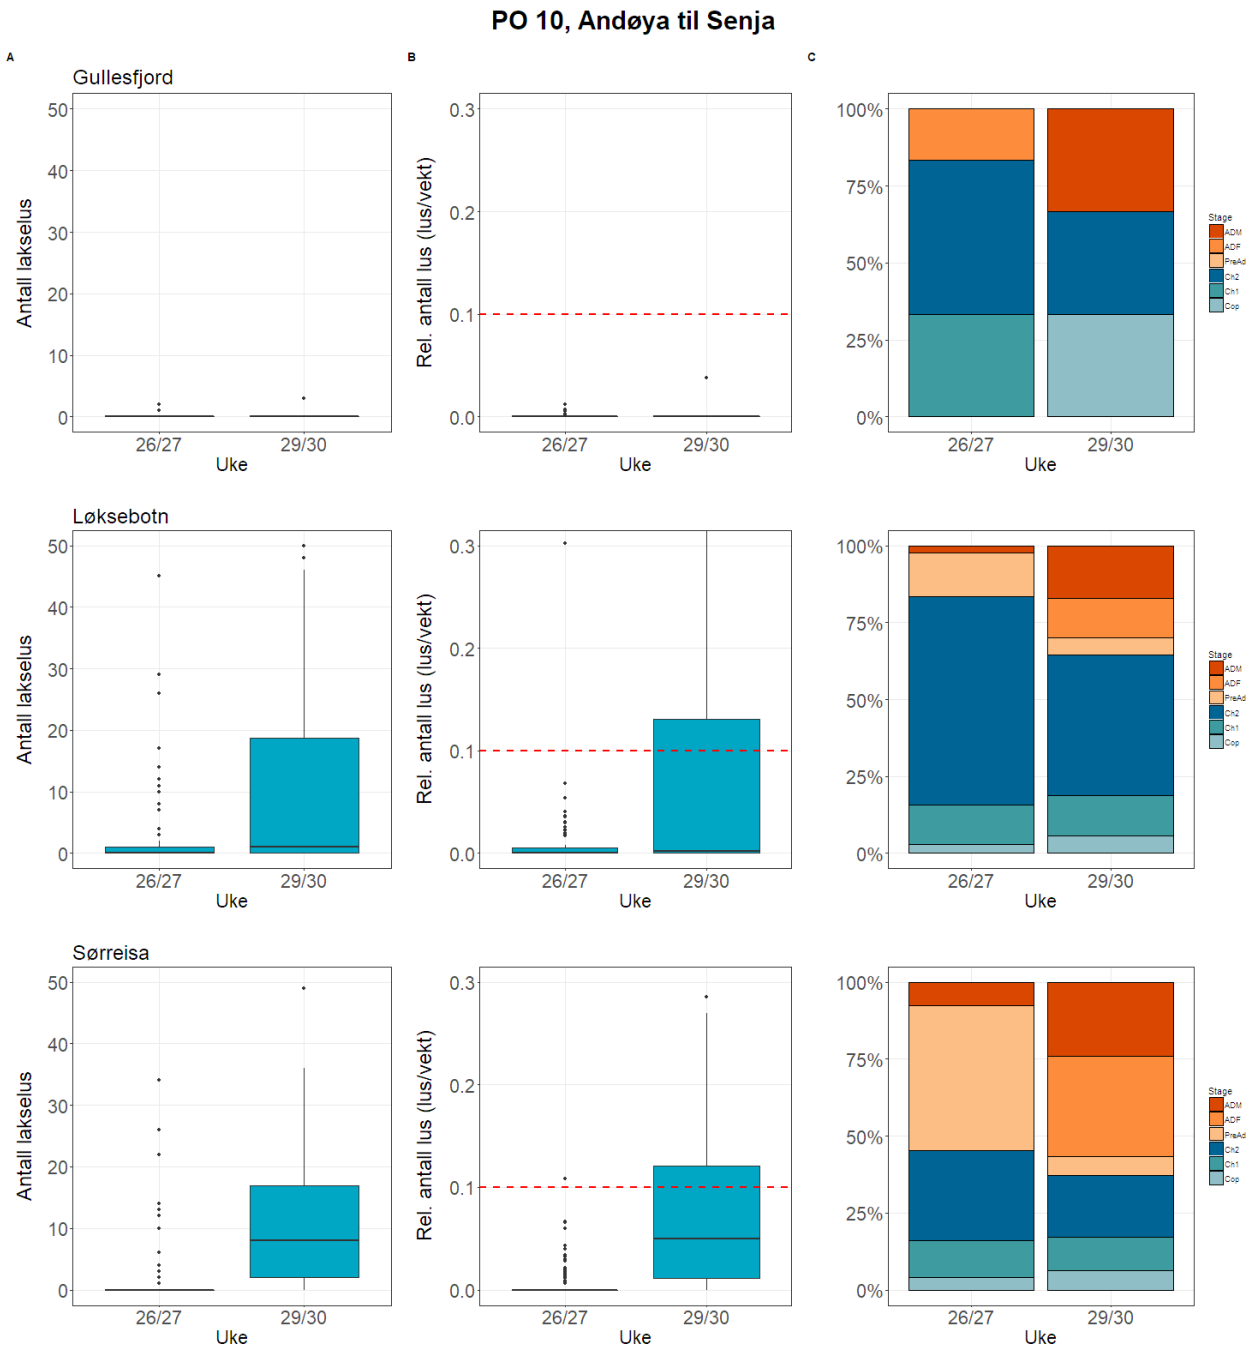 PO 10, Andøya til Senja
A
B
C
Gullesfjord
Antall lakselus
50
40
30
20
10
0
26/27
29/30
Uke
Rel. antall lus (lus/vekt)
0.3
0.2
0.1
0.0
26/27
29/30
Uke
100%
75%
50%
25%
0%
26/27
29/30
Uke
Stage
ADM
ADF
PreAd
Ch2
Ch1
Cop
Løksebotn
Antall lakselus
50
40
30
20
10
0
26/27
29/30
Uke
Rel. antall lus (lus/vekt)
0.3
0.2
0.1
0.0
26/27
29/30
Uke
100%
75%
50%
25%
0%
26/27
29/30
Uke
Stage
ADM
ADF
PreAd
Ch2
Ch1
Cop
Sørreisa
Antall lakselus
50
40
30
20
10
0
26/27
29/30
Uke
Rel. antall lus (lus/vekt)
0.3
0.2
0.1
0.0
26/27
29/30
Uke
100%
75%
50%
25%
0%
26/27
29/30
Uke
Stage
ADM
ADF
PreAd
Ch2
Ch1
Cop